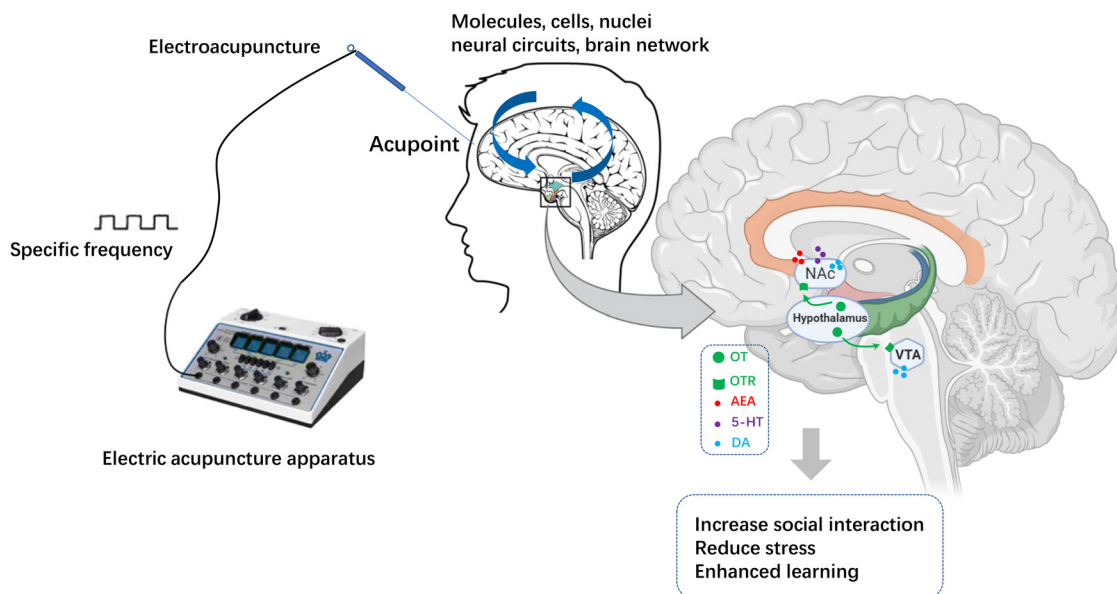 Molecules, cells, nuclei
neural circuits, brain network
Electroacupuncture
Acupoint
Specific frequency
Electric acupuncture apparatus
NAc
Hypothalamus
VTA
OT
OTR
AEA
5-HT
DA
Increase social interaction
Reduce stress
Enhanced learning